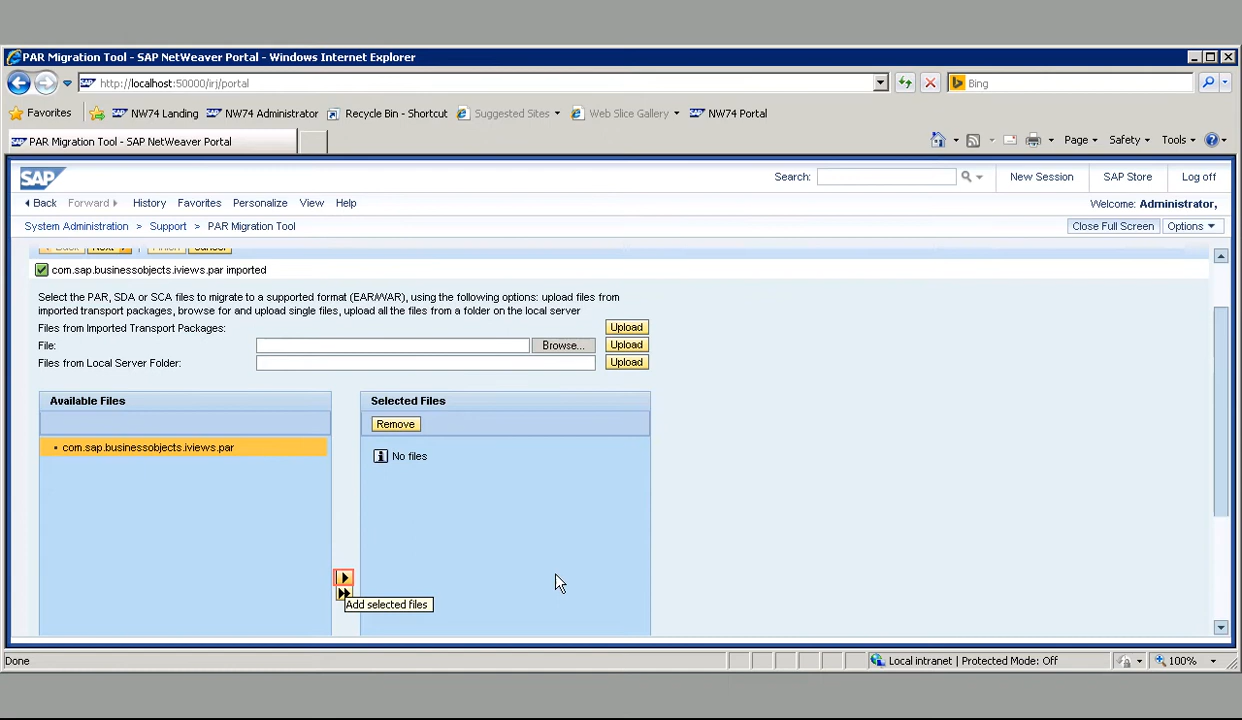 PAR Migration Tool - SAP NetWeaver Portal - Windows Internet Explorer
http://localhost:50000/irj/portal
Bing
Favorites NW74 Landing NW74 Administrator Recycle Bin - Shortcut Suggested Sites Web Slice Gallery NW74 Portal
PAR Migration Tool - SAP NetWeaver Portal
Page Safety Tools
SAP
Search: New Session SAP Store Log off
Back Forward History Favorites Personalize View Help
Welcome: Administrator,
System Administration > Support > PAR Migration Tool
Close Full Screen Options
Back Next Finish Cancel
com.sap.businessobjects.iviews.par imported
Select the PAR, SDA or SCA files to migrate to a supported format (EAR/WAR), using the following options: upload files from
imported transport packages, browse for and upload single files, upload all the files from a folder on the local server
Files from Imported Transport Packages: Upload
File: Browse... Upload
Files from Local Server Folder: Upload
Available Files
Selected Files
Remove
com.sap.businessobjects.iviews.par
No files
Add selected files
Done
Local intranet | Protected Mode: Off
100%